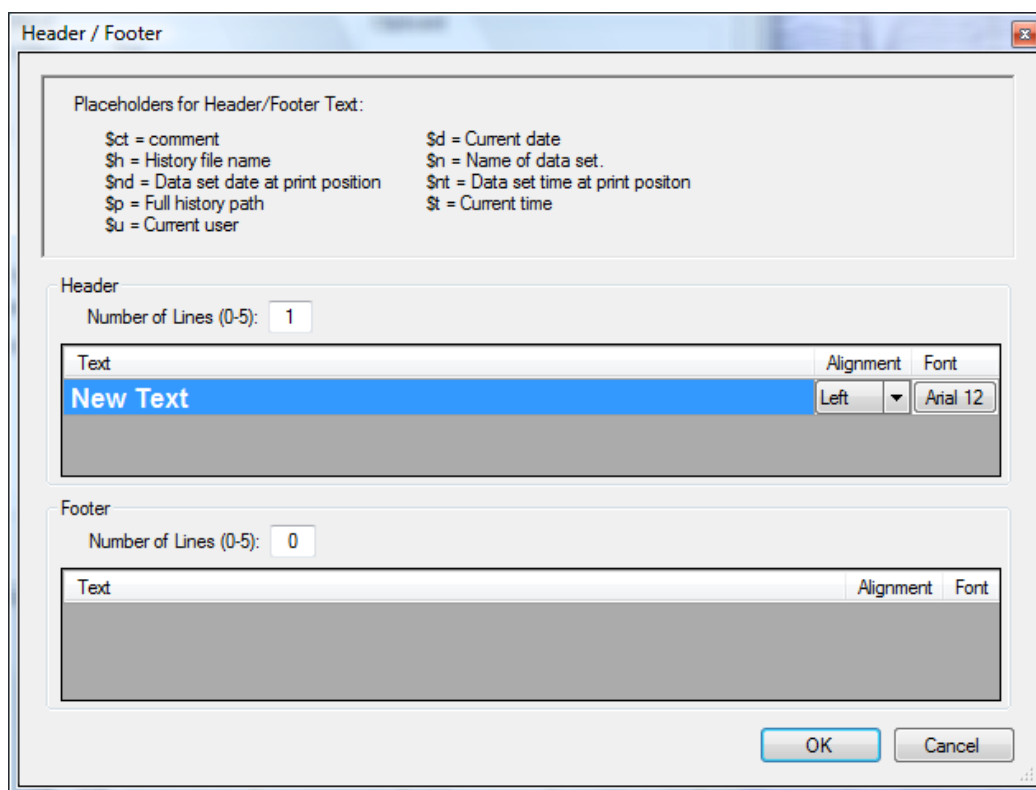 Header / Footer
Placeholders for Header/Footer Text:
$ct = comment $d = Current date
$h = History file name $n = Name of data set.
$nd = Data set date at print position $nt = Data set time at print positon
$p = Full history path $t = Current time
$u = Current user
Header
Number of Lines (0-5): 1
Text Alignment Font
New Text Left Arial 12
Footer
Number of Lines (0-5): 0
Text Alignment Font
OK Cancel